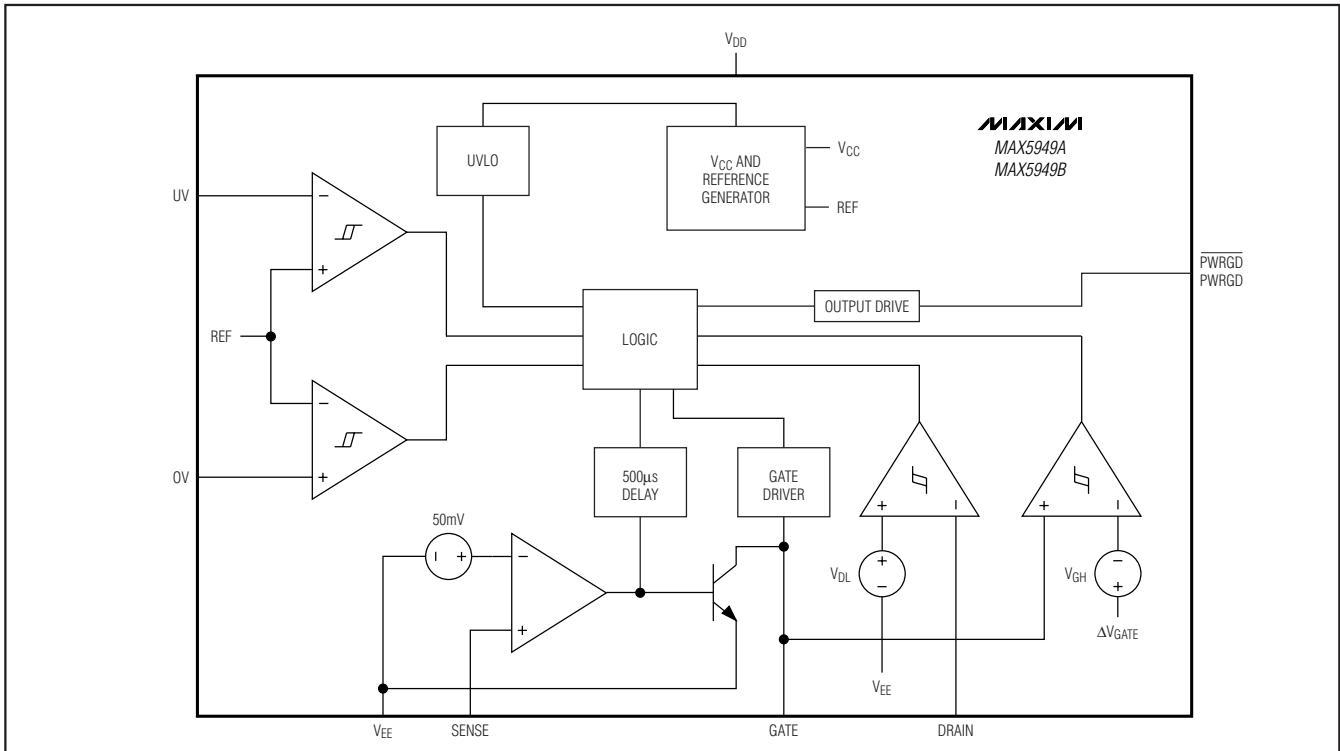 VDD
MAXIM
MAX5949A
MAX5949B
UVLO
VCC AND
REFERENCE
GENERATOR
VCC
REF
UV
−
+
REF
−
+
OV
PWRGD
PWRGD
OUTPUT DRIVE
LOGIC
500μs
DELAY
GATE
DRIVER
50mV
− +
−
+
+ −
+ −
VDL
+
−
VGH
−
+
ΔVGATE
VEE
VEE
SENSE
GATE
DRAIN